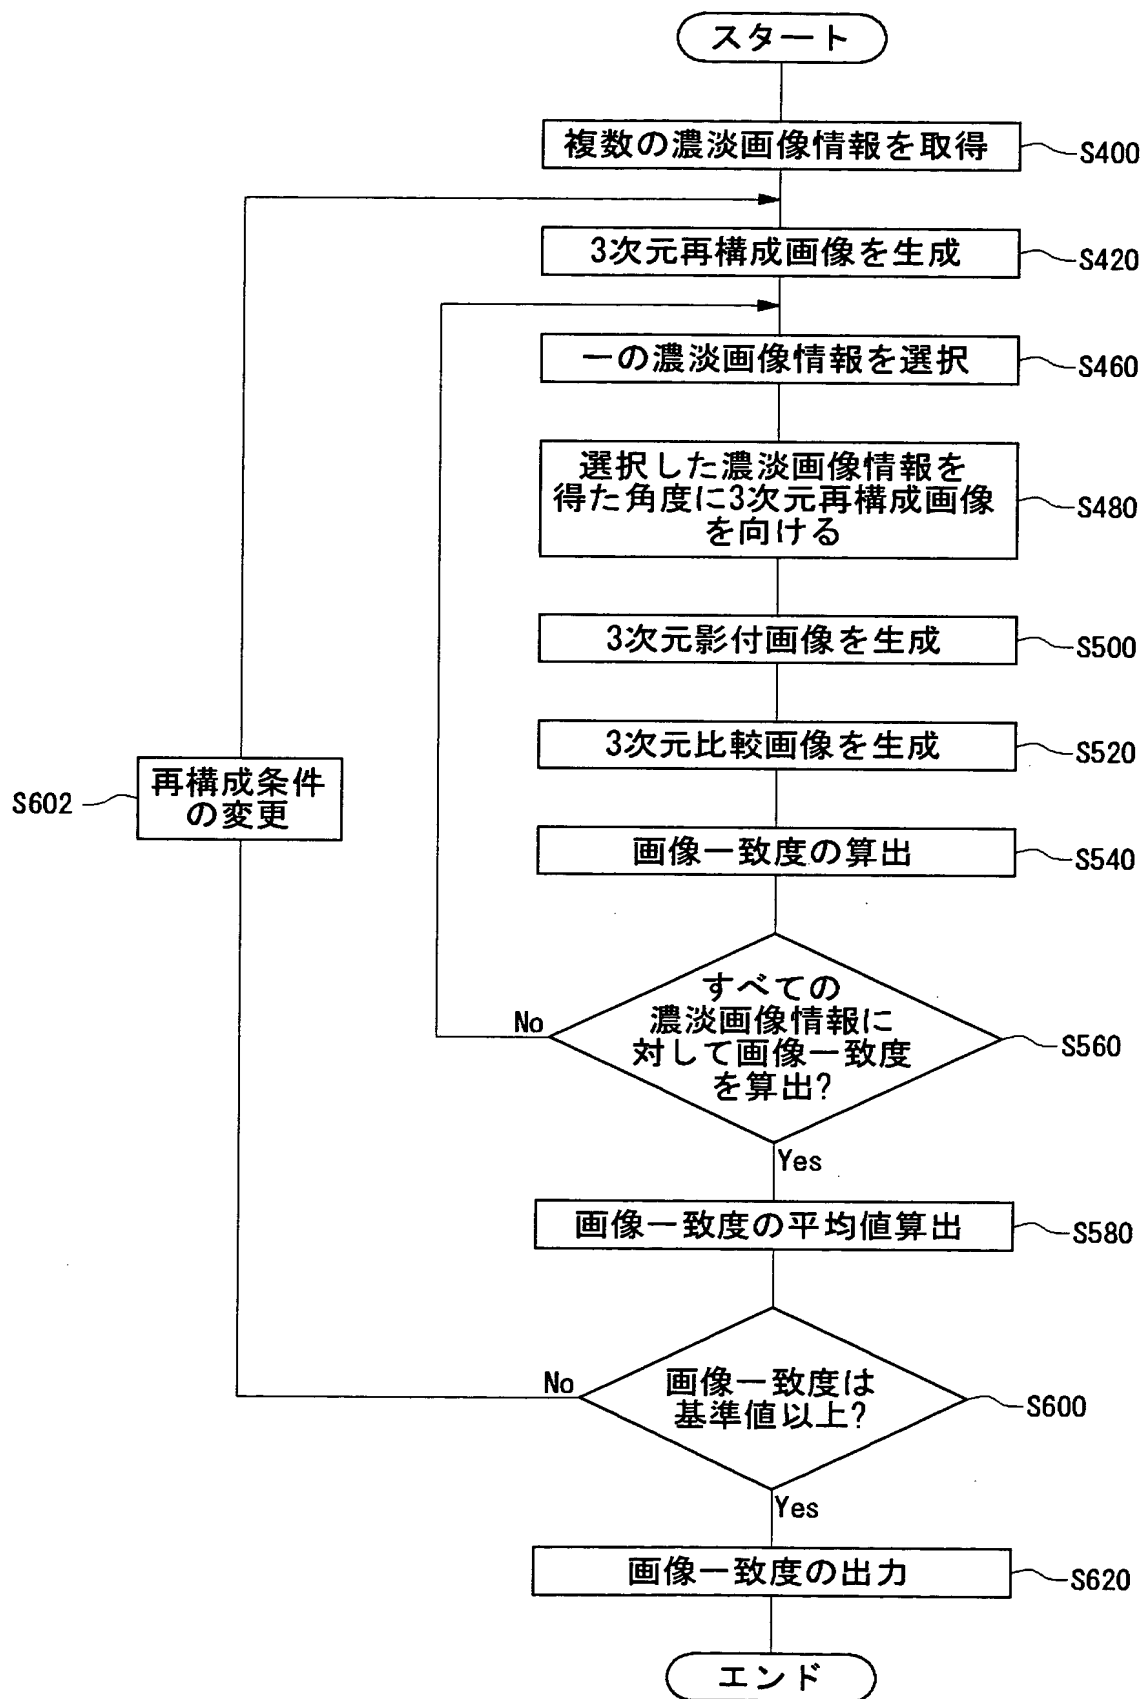 スタート
複数の濃淡画像情報を取得
S400
3次元再構成画像を生成
S420
一の濃淡画像情報を選択
S460
選択した濃淡画像情報を
得た角度に3次元再構成画像
を向ける
S480
3次元影付画像を生成
S500
3次元比較画像を生成
S520
再構成条件
の変更
S602
画像一致度の算出
S540
すべての
濃淡画像情報に
対して画像一致度
を算出?
No
S560
Yes
画像一致度の平均値算出
S580
画像一致度は
基準値以上?
No
S600
Yes
画像一致度の出力
S620
エンド